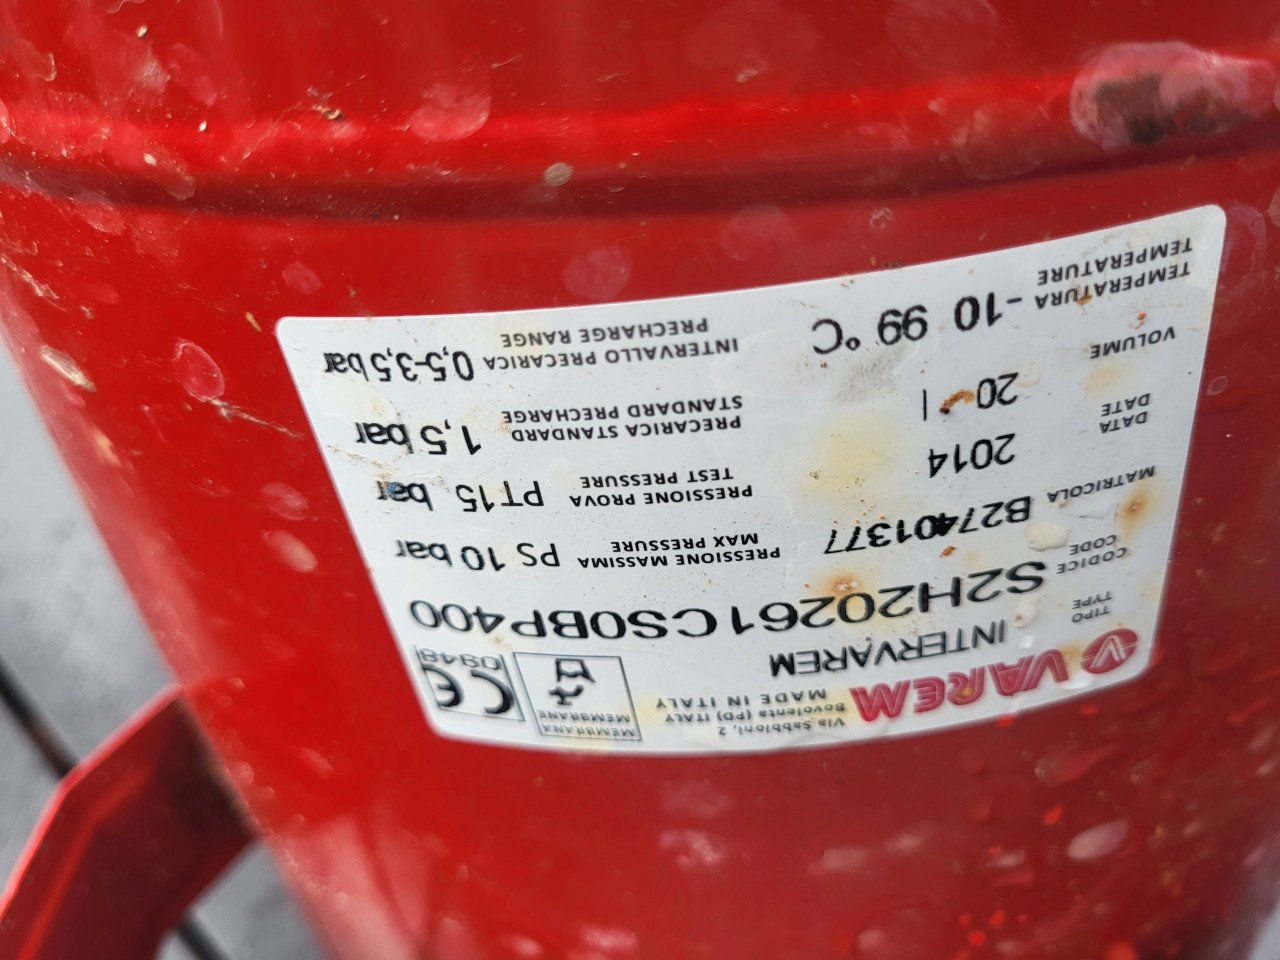 VAREM
Via Sabbioni, 2
Bovolenta (PD) ITALY
MADE IN ITALY
MEMBRANA
MEMBRANE
CE
0948
TIPO
TYPE
INTERVAREM
CODICE
CODE
S2H20261CS0BP400
MATRICOLA
B27401377
PRESSIONE MASSIMA
MAX PRESSURE
PS 10 bar
DATA
DATE
2014
PRESSIONE PROVA
TEST PRESSURE
PT15 bar
VOLUME
20 l
PRECARICA STANDARD
STANDARD PRECHARGE
1,5 bar
TEMPERATURA
TEMPERATURE
-10 99 °C
INTERVALLO PRECARICA
PRECHARGE RANGE
0,5-3,5 bar